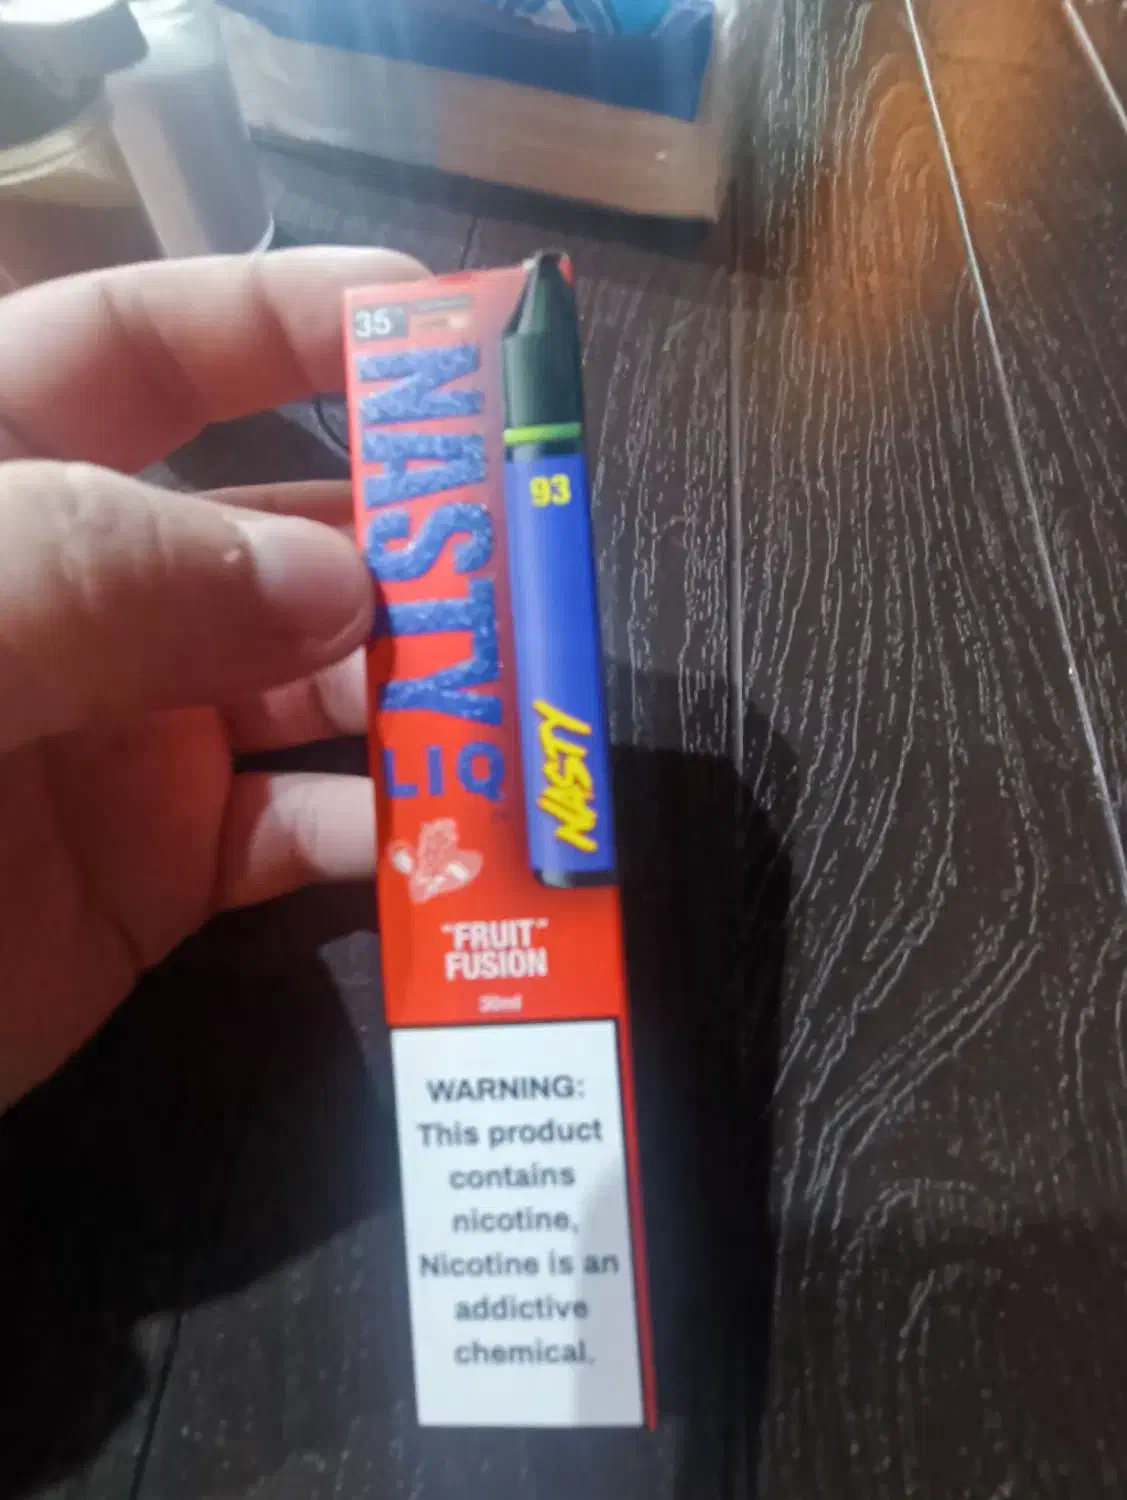 35
NASTY
LIQ
93
NASTY
"FRUIT"
FUSION
WARNING:
This product
contains
nicotine,
Nicotine is an
addictive
chemical.